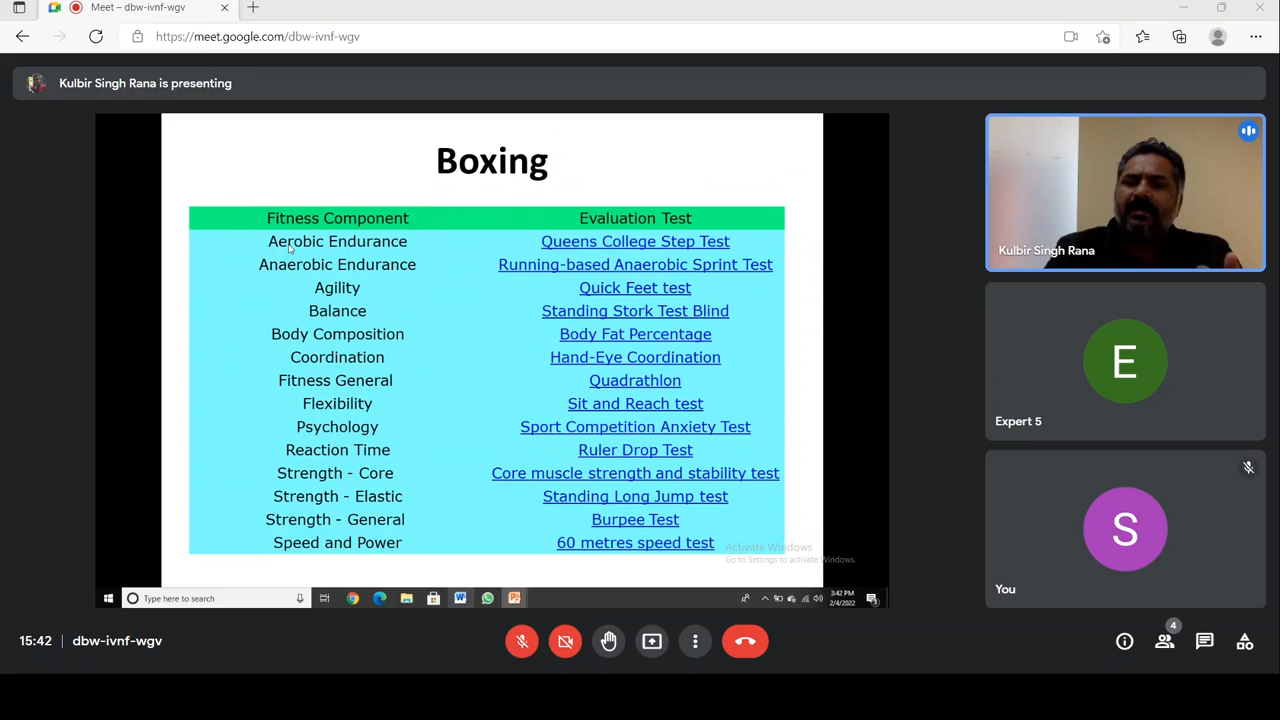 Meet – dbw-ivnf-wgv
https://meet.google.com/dbw-ivnf-wgv
Kulbir Singh Rana is presenting
Boxing
Fitness Component Evaluation Test
Aerobic Endurance Queens College Step Test
Anaerobic Endurance Running-based Anaerobic Sprint Test
Agility Quick Feet test
Balance Standing Stork Test Blind
Body Composition Body Fat Percentage
Coordination Hand-Eye Coordination
Fitness General Quadrathlon
Flexibility Sit and Reach test
Psychology Sport Competition Anxiety Test
Reaction Time Ruler Drop Test
Strength - Core Core muscle strength and stability test
Strength - Elastic Standing Long Jump test
Strength - General Burpee Test
Speed and Power 60 metres speed test
Activate Windows
Go to Settings to activate Windows.
Type here to search
3:42 PM
2/4/2022
Kulbir Singh Rana
E
Expert 5
S
You
15:42 dbw-ivnf-wgv
4